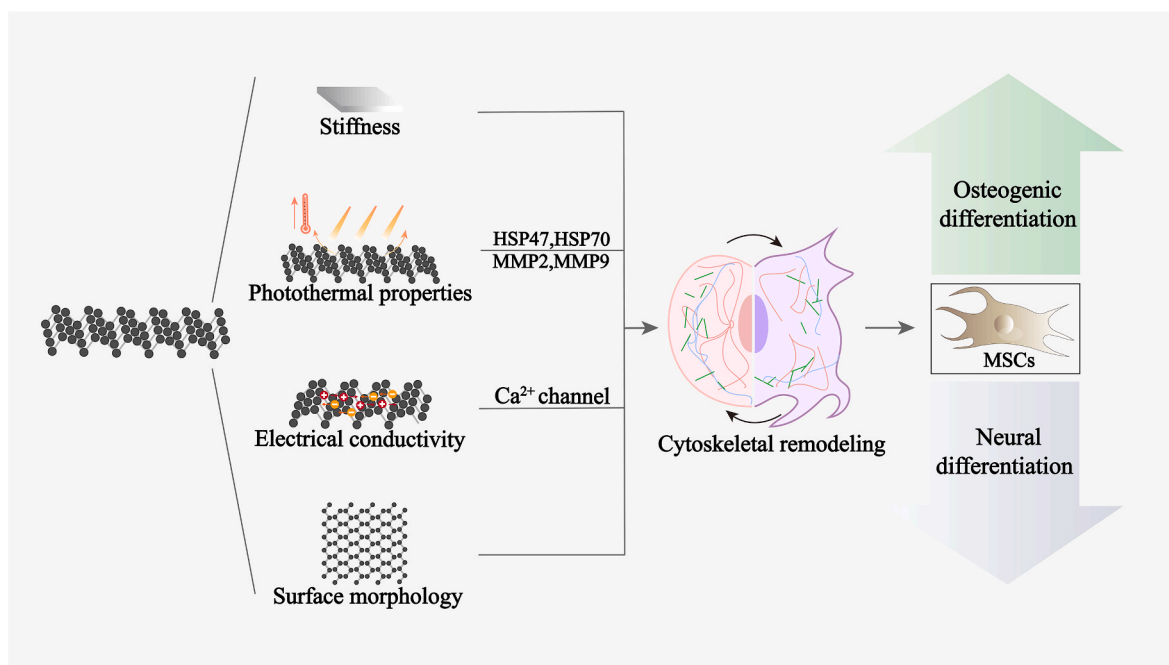 Stiffness
Photothermal properties
HSP47,HSP70
MMP2,MMP9
Electrical conductivity
Ca²⁺ channel
Surface morphology
Cytoskeletal remodeling
Osteogenic
differentiation
MSCs
Neural
differentiation